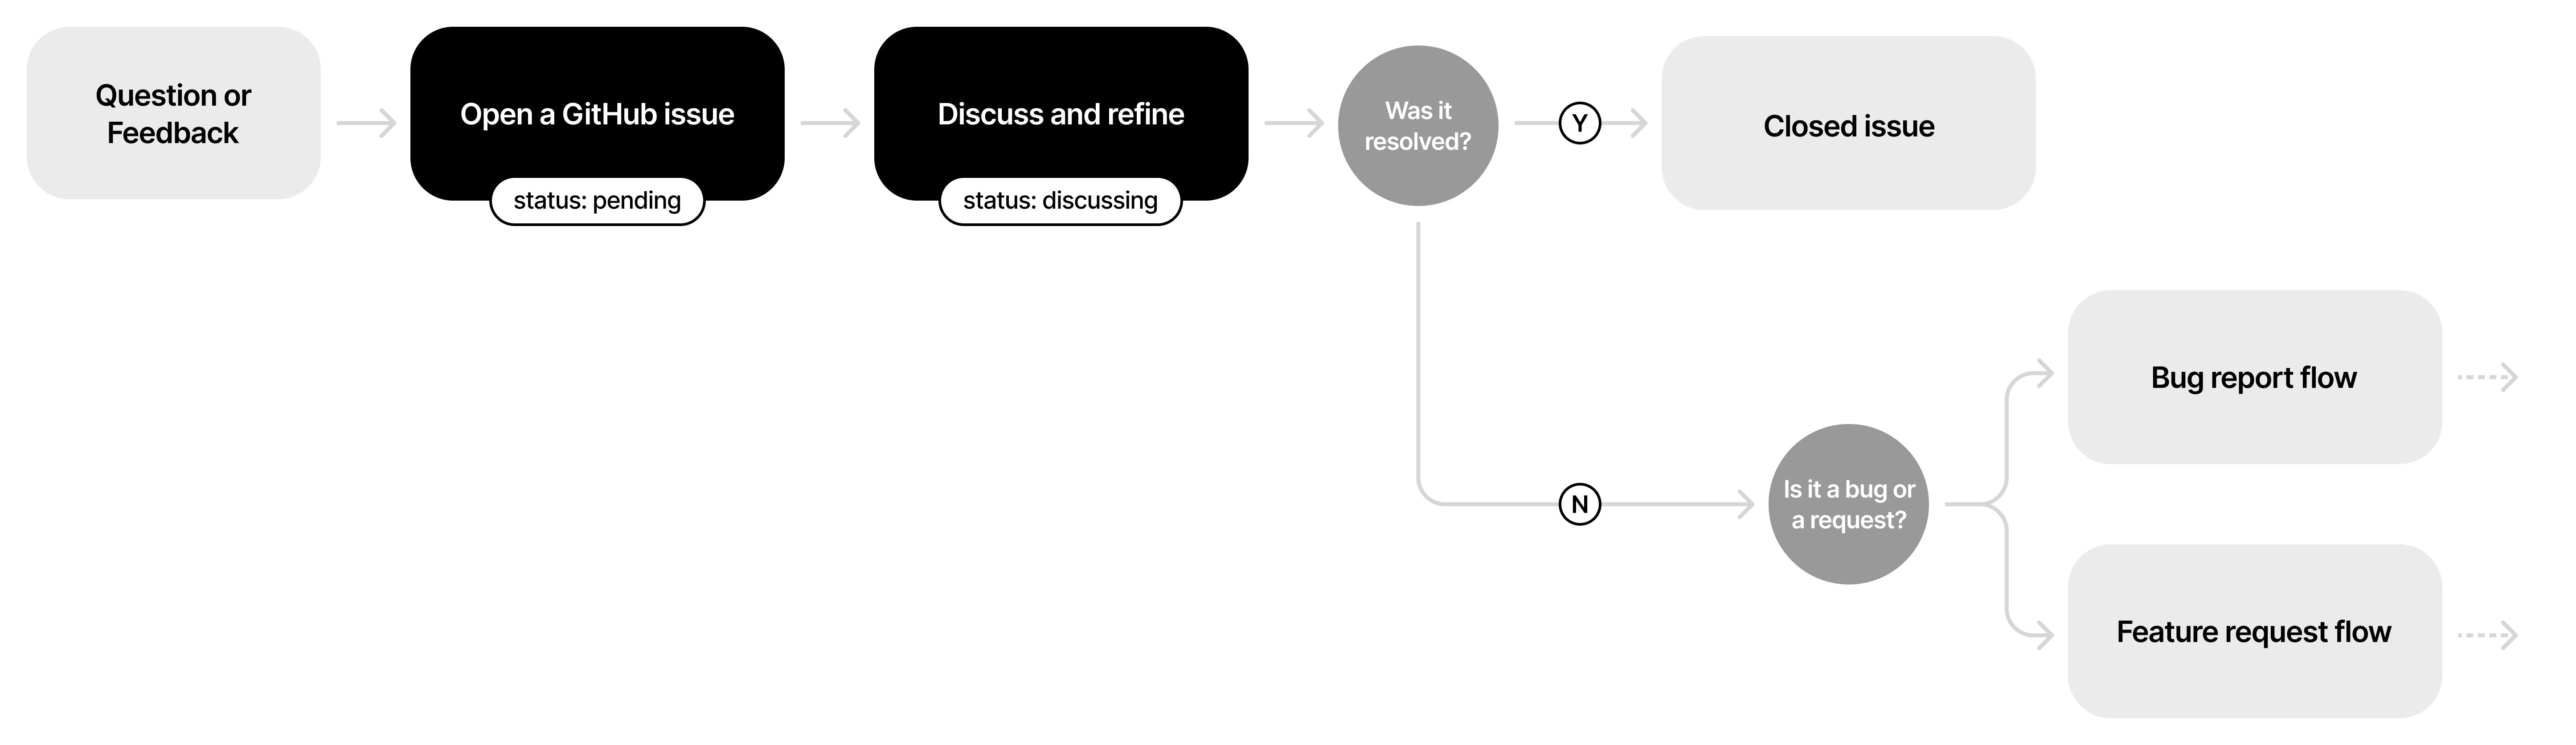 Question or
Feedback
Open a GitHub issue
status: pending
Discuss and refine
status: discussing
Was it
resolved?
Y
Closed issue
N
Is it a bug or
a request?
Bug report flow
Feature request flow